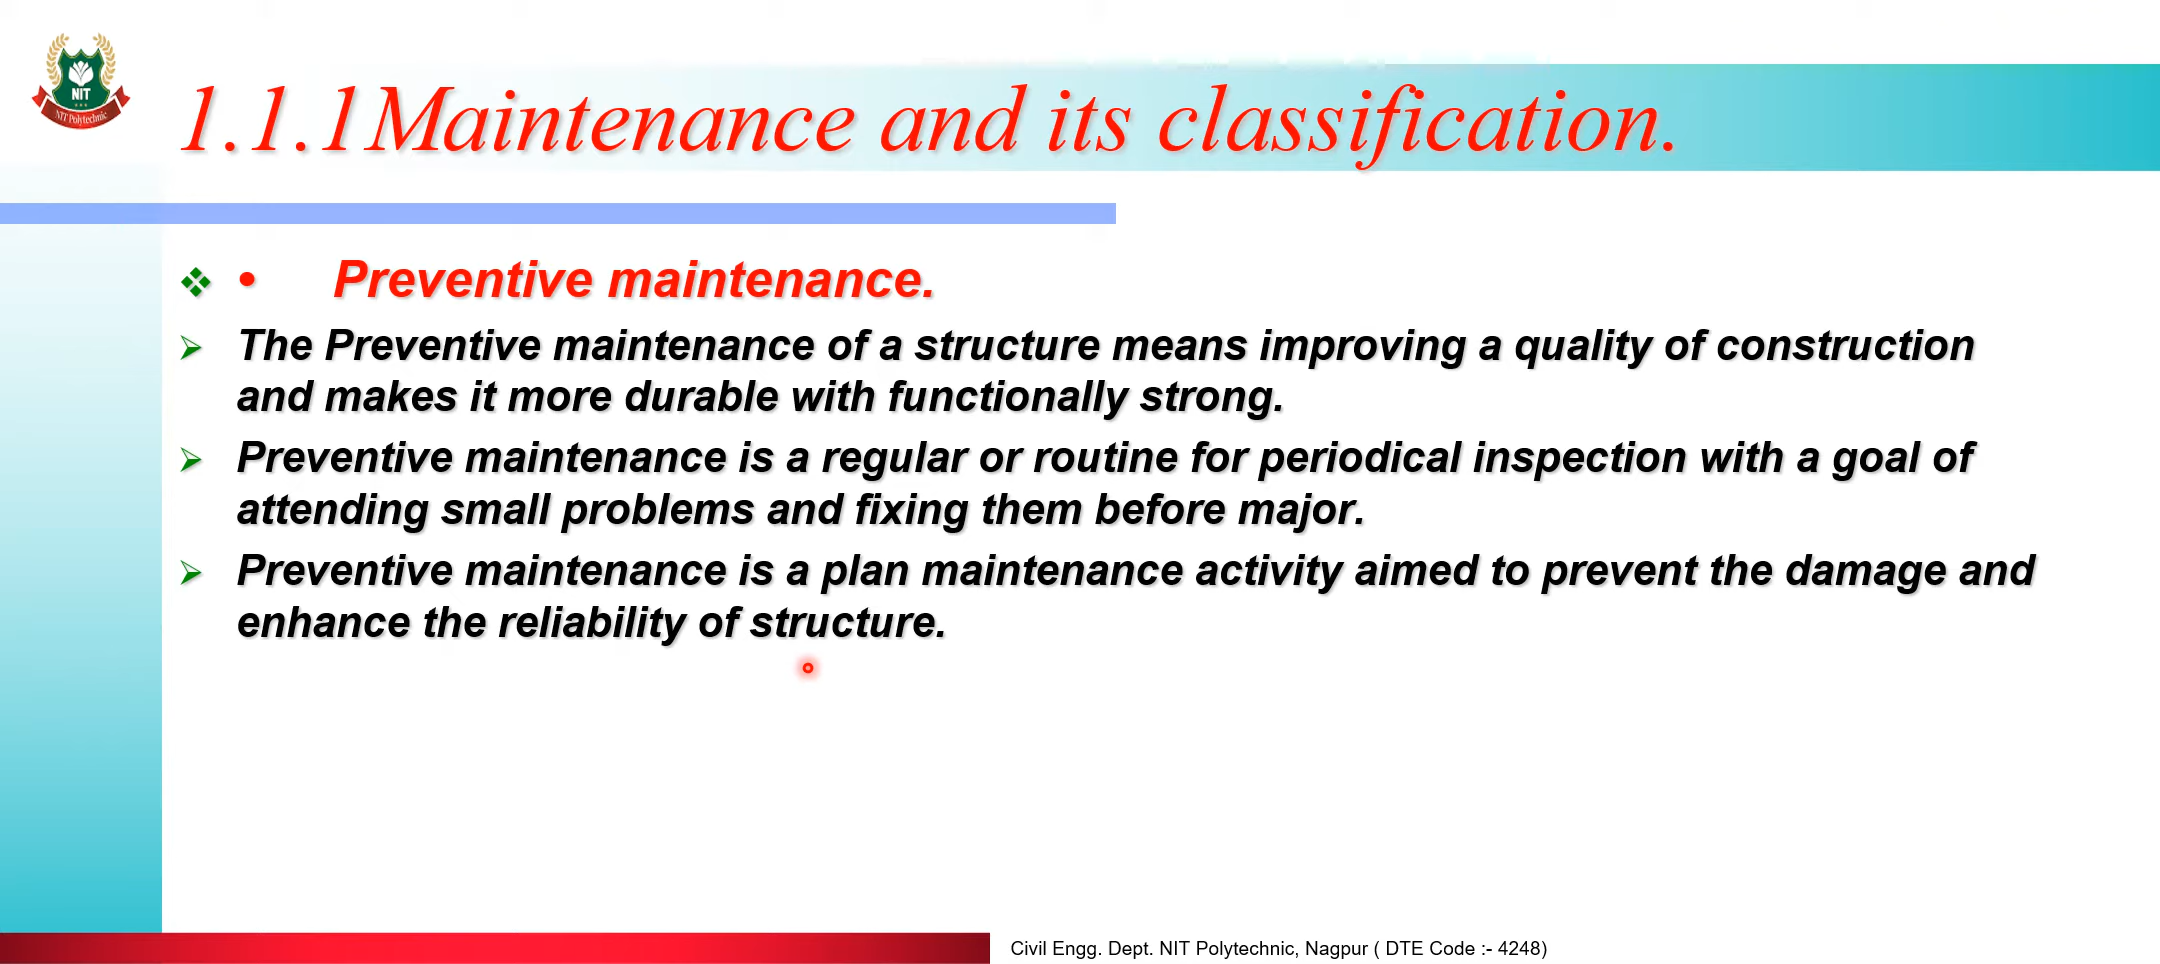 NIT
NIT Polytechnic
1.1.1Maintenance and its classification.
• Preventive maintenance.
The Preventive maintenance of a structure means improving a quality of construction
and makes it more durable with functionally strong.
Preventive maintenance is a regular or routine for periodical inspection with a goal of
attending small problems and fixing them before major.
Preventive maintenance is a plan maintenance activity aimed to prevent the damage and
enhance the reliability of structure.
Civil Engg. Dept. NIT Polytechnic, Nagpur ( DTE Code :- 4248)